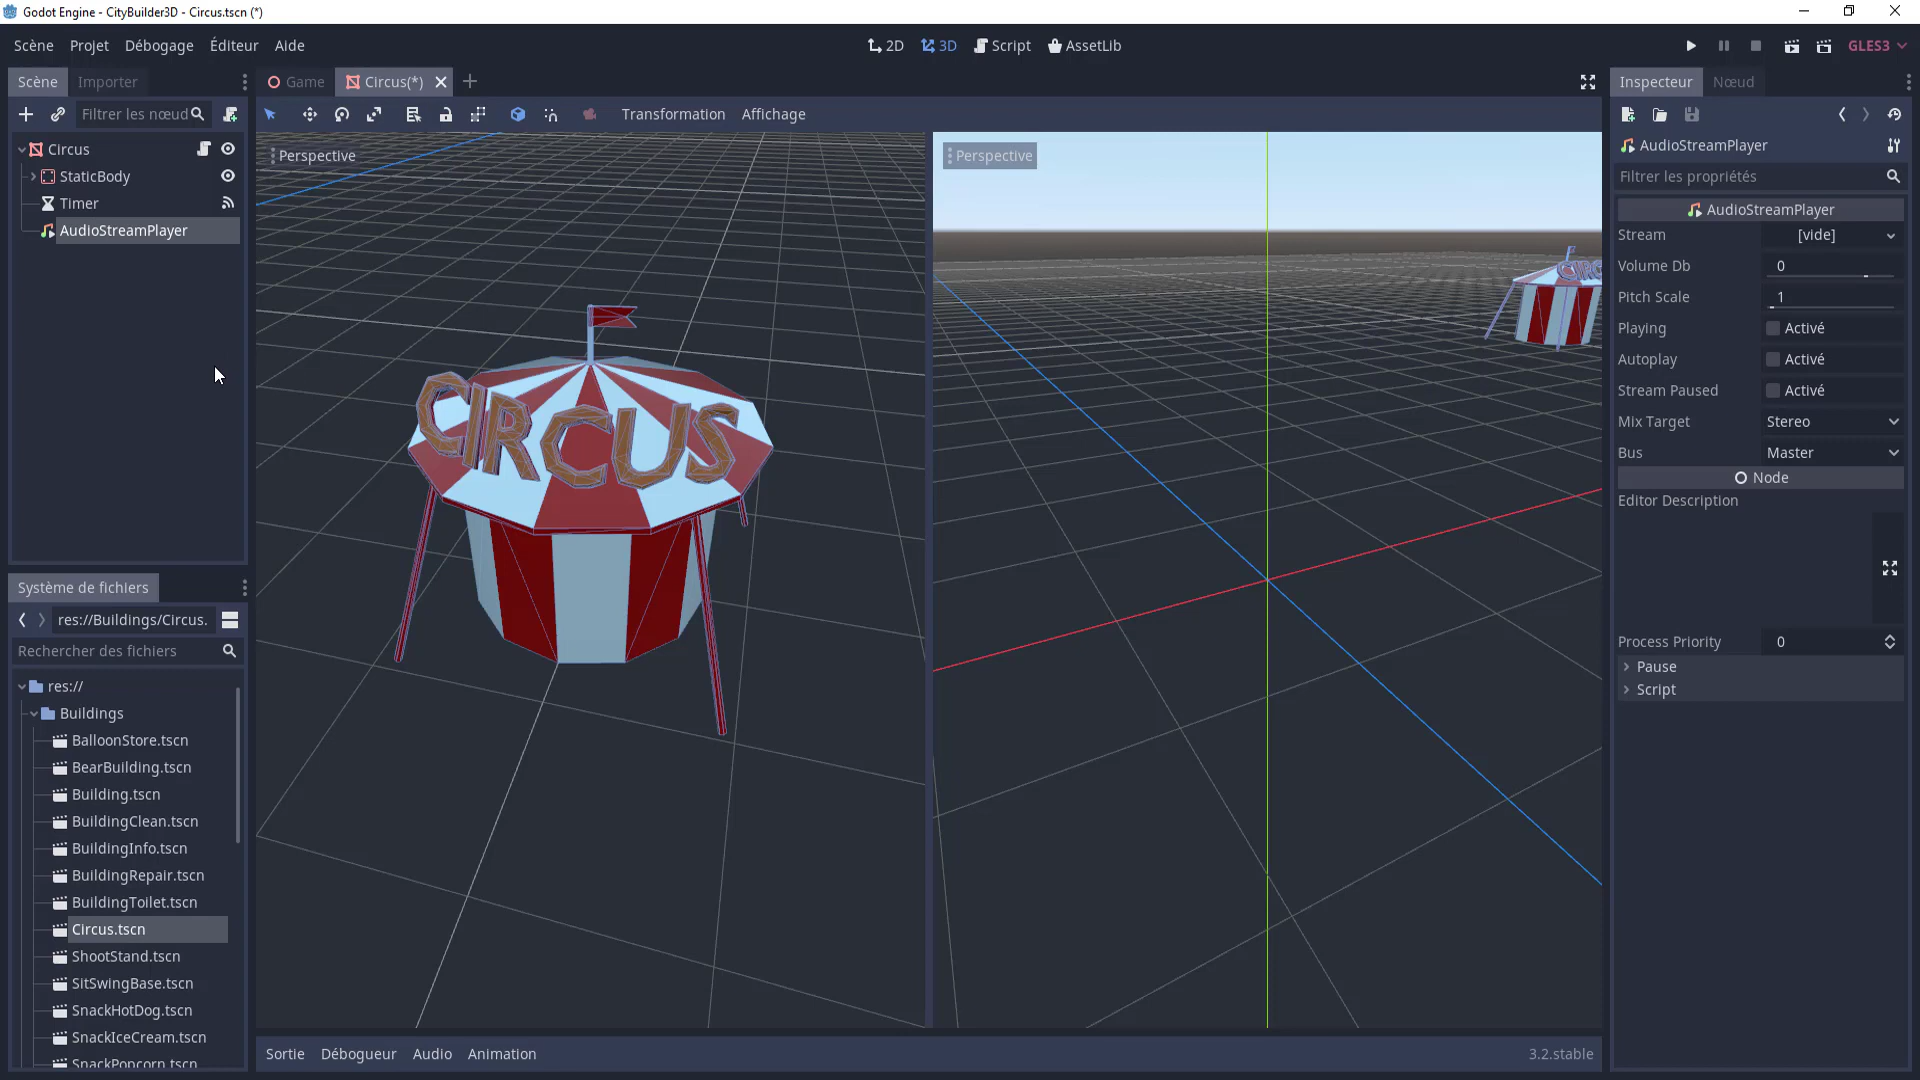 Godot Engine - CityBuilder3D - Circus.tscn (*)
Scène Projet Débogage Éditeur Aide
2D 3D Script AssetLib
GLES3
Scène Importer
Filtrer les nœud
Circus
StaticBody
Timer
AudioStreamPlayer
Système de fichiers
res://Buildings/Circus.
Rechercher des fichiers
res://
Buildings
BalloonStore.tscn
BearBuilding.tscn
Building.tscn
BuildingClean.tscn
BuildingInfo.tscn
BuildingRepair.tscn
BuildingToilet.tscn
Circus.tscn
ShootStand.tscn
SitSwingBase.tscn
SnackHotDog.tscn
SnackIceCream.tscn
SnackPopcorn.tscn
Game Circus(*)
Transformation Affichage
Perspective
CIRCUS
Perspective
CIRC
Sortie Débogueur Audio Animation
3.2.stable
Inspecteur Nœud
AudioStreamPlayer
Filtrer les propriétés
AudioStreamPlayer
Stream [vide]
Volume Db 0
Pitch Scale 1
Playing Activé
Autoplay Activé
Stream Paused Activé
Mix Target Stereo
Bus Master
Node
Editor Description
Process Priority 0
Pause
Script